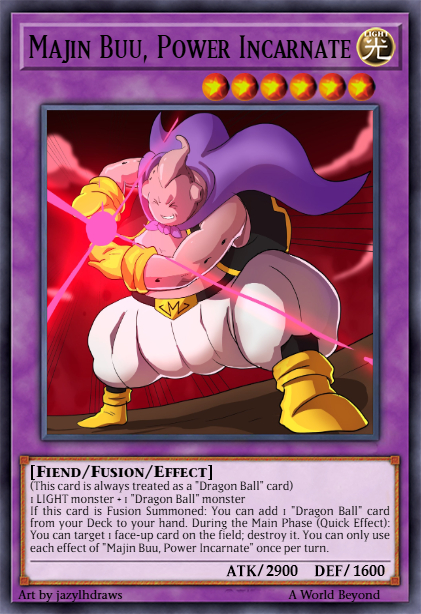 Majin Buu, Power Incarnate
LIGHT
光
M
[Fiend/Fusion/Effect]
(This card is always treated as a "Dragon Ball" card)
1 LIGHT monster + 1 "Dragon Ball" monster
If this card is Fusion Summoned: You can add 1 "Dragon Ball" card
from your Deck to your hand. During the Main Phase (Quick Effect):
You can target 1 face-up card on the field; destroy it. You can only use
each effect of "Majin Buu, Power Incarnate" once per turn.
ATK/2900 DEF/1600
Art by jazylhdraws A World Beyond